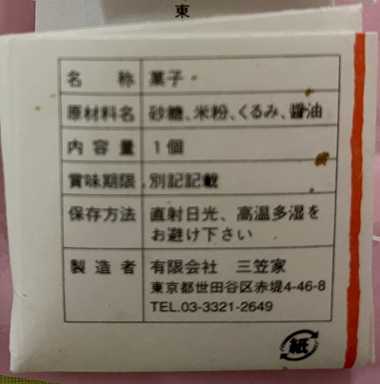 東
名称 菓子
原材料名 砂糖、米粉、くるみ、醤油
内容量 1個
賞味期限 別記記載
保存方法 直射日光、高温多湿を
お避け下さい
製造者 有限会社 三笠家
東京都世田谷区赤堤4-46-8
TEL.03-3321-2649
紙